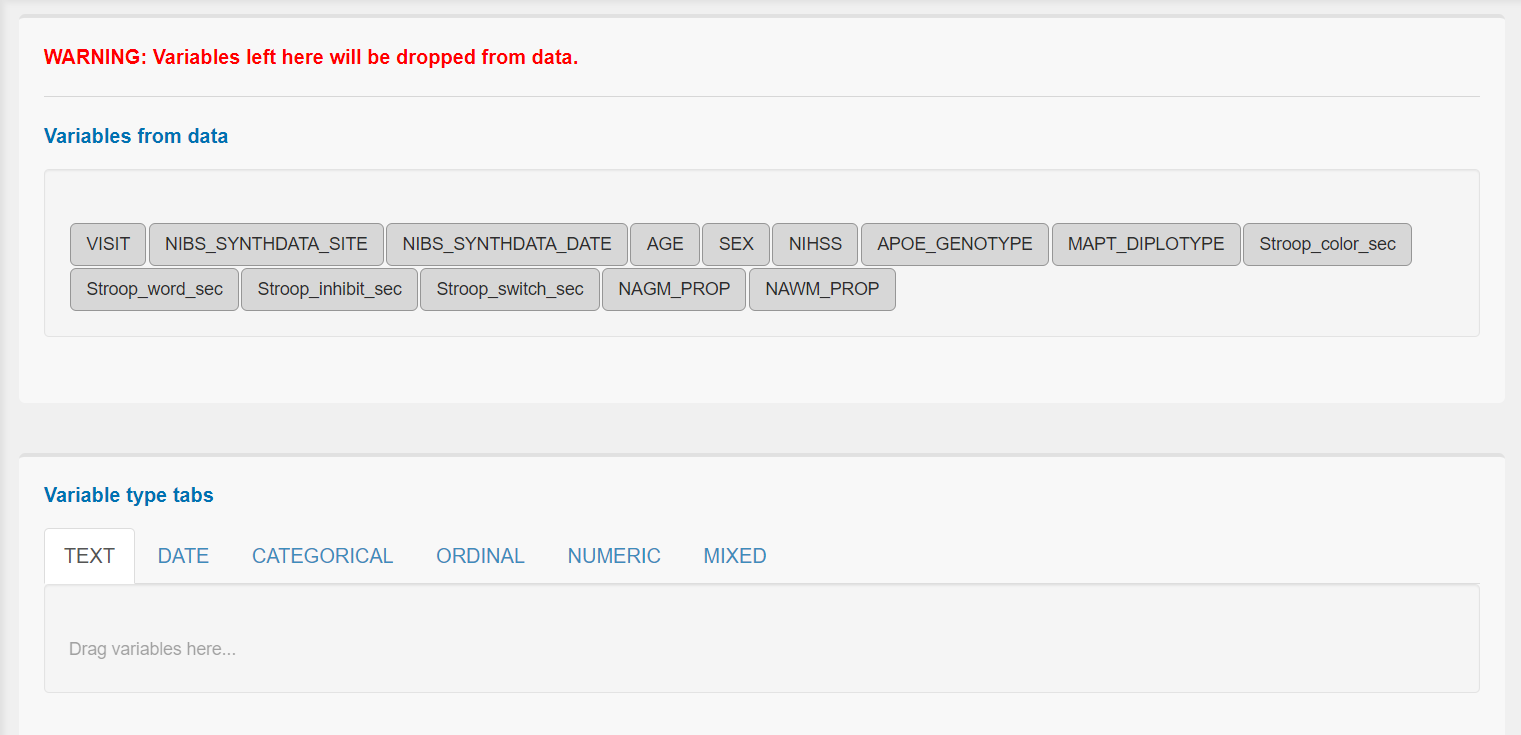 WARNING: Variables left here will be dropped from data.
Variables from data
VISIT NIBS_SYNTHDATA_SITE NIBS_SYNTHDATA_DATE AGE SEX NIHSS APOE_GENOTYPE MAPT_DIPLOTYPE Stroop_color_sec
Stroop_word_sec Stroop_inhibit_sec Stroop_switch_sec NAGM_PROP NAWM_PROP
Variable type tabs
TEXT DATE CATEGORICAL ORDINAL NUMERIC MIXED
Drag variables here...